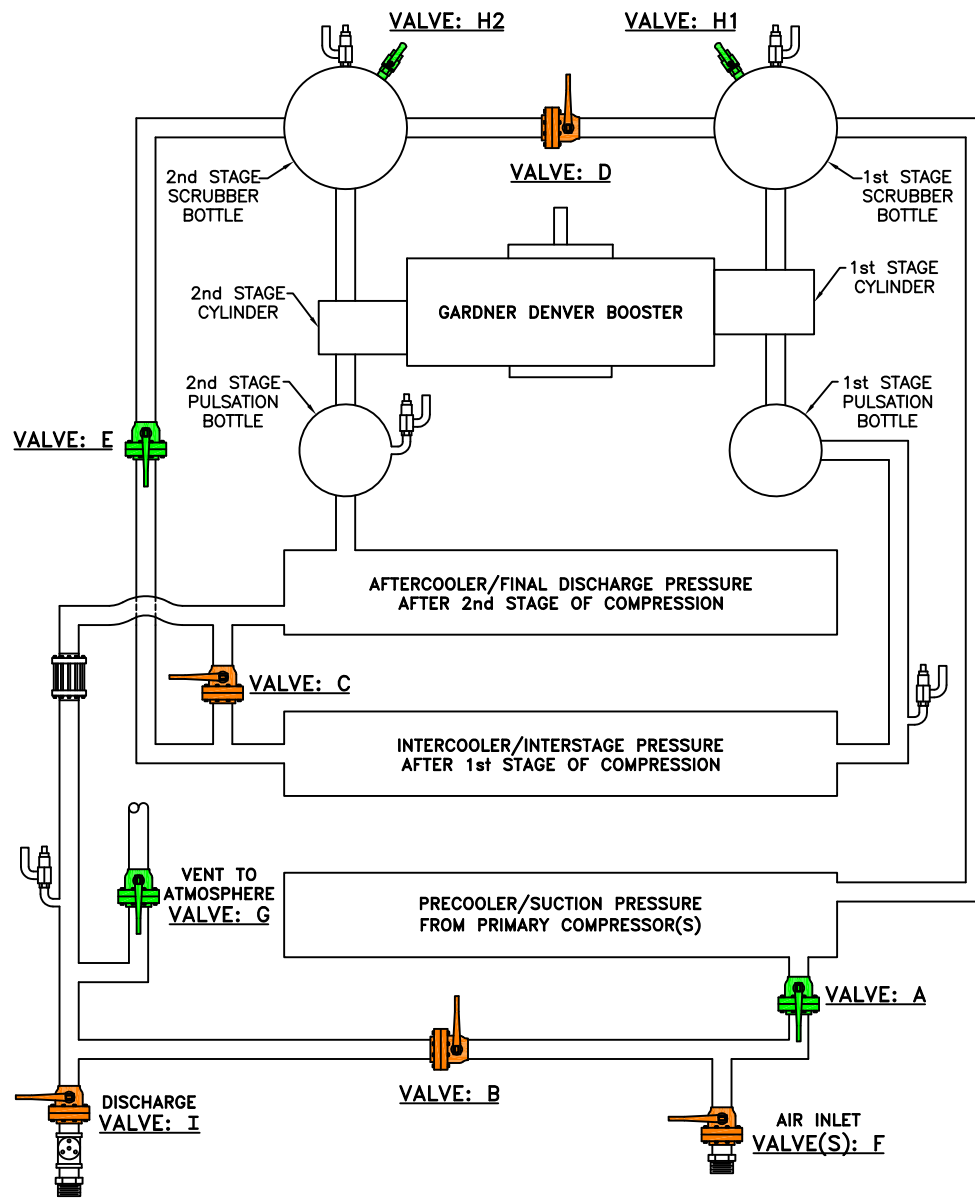 VALVE: H2
VALVE: H1
2nd STAGE
SCRUBBER
BOTTLE
VALVE: D
1st STAGE
SCRUBBER
BOTTLE
2nd STAGE
CYLINDER
GARDNER DENVER BOOSTER
1st STAGE
CYLINDER
2nd STAGE
PULSATION
BOTTLE
1st STAGE
PULSATION
BOTTLE
VALVE: E
AFTERCOOLER/FINAL DISCHARGE PRESSURE
AFTER 2nd STAGE OF COMPRESSION
VALVE: C
INTERCOOLER/INTERSTAGE PRESSURE
AFTER 1st STAGE OF COMPRESSION
VENT TO
ATMOSPHERE
VALVE: G
PRECOOLER/SUCTION PRESSURE
FROM PRIMARY COMPRESSOR(S)
VALVE: A
VALVE: B
DISCHARGE
VALVE: I
AIR INLET
VALVE(S): F